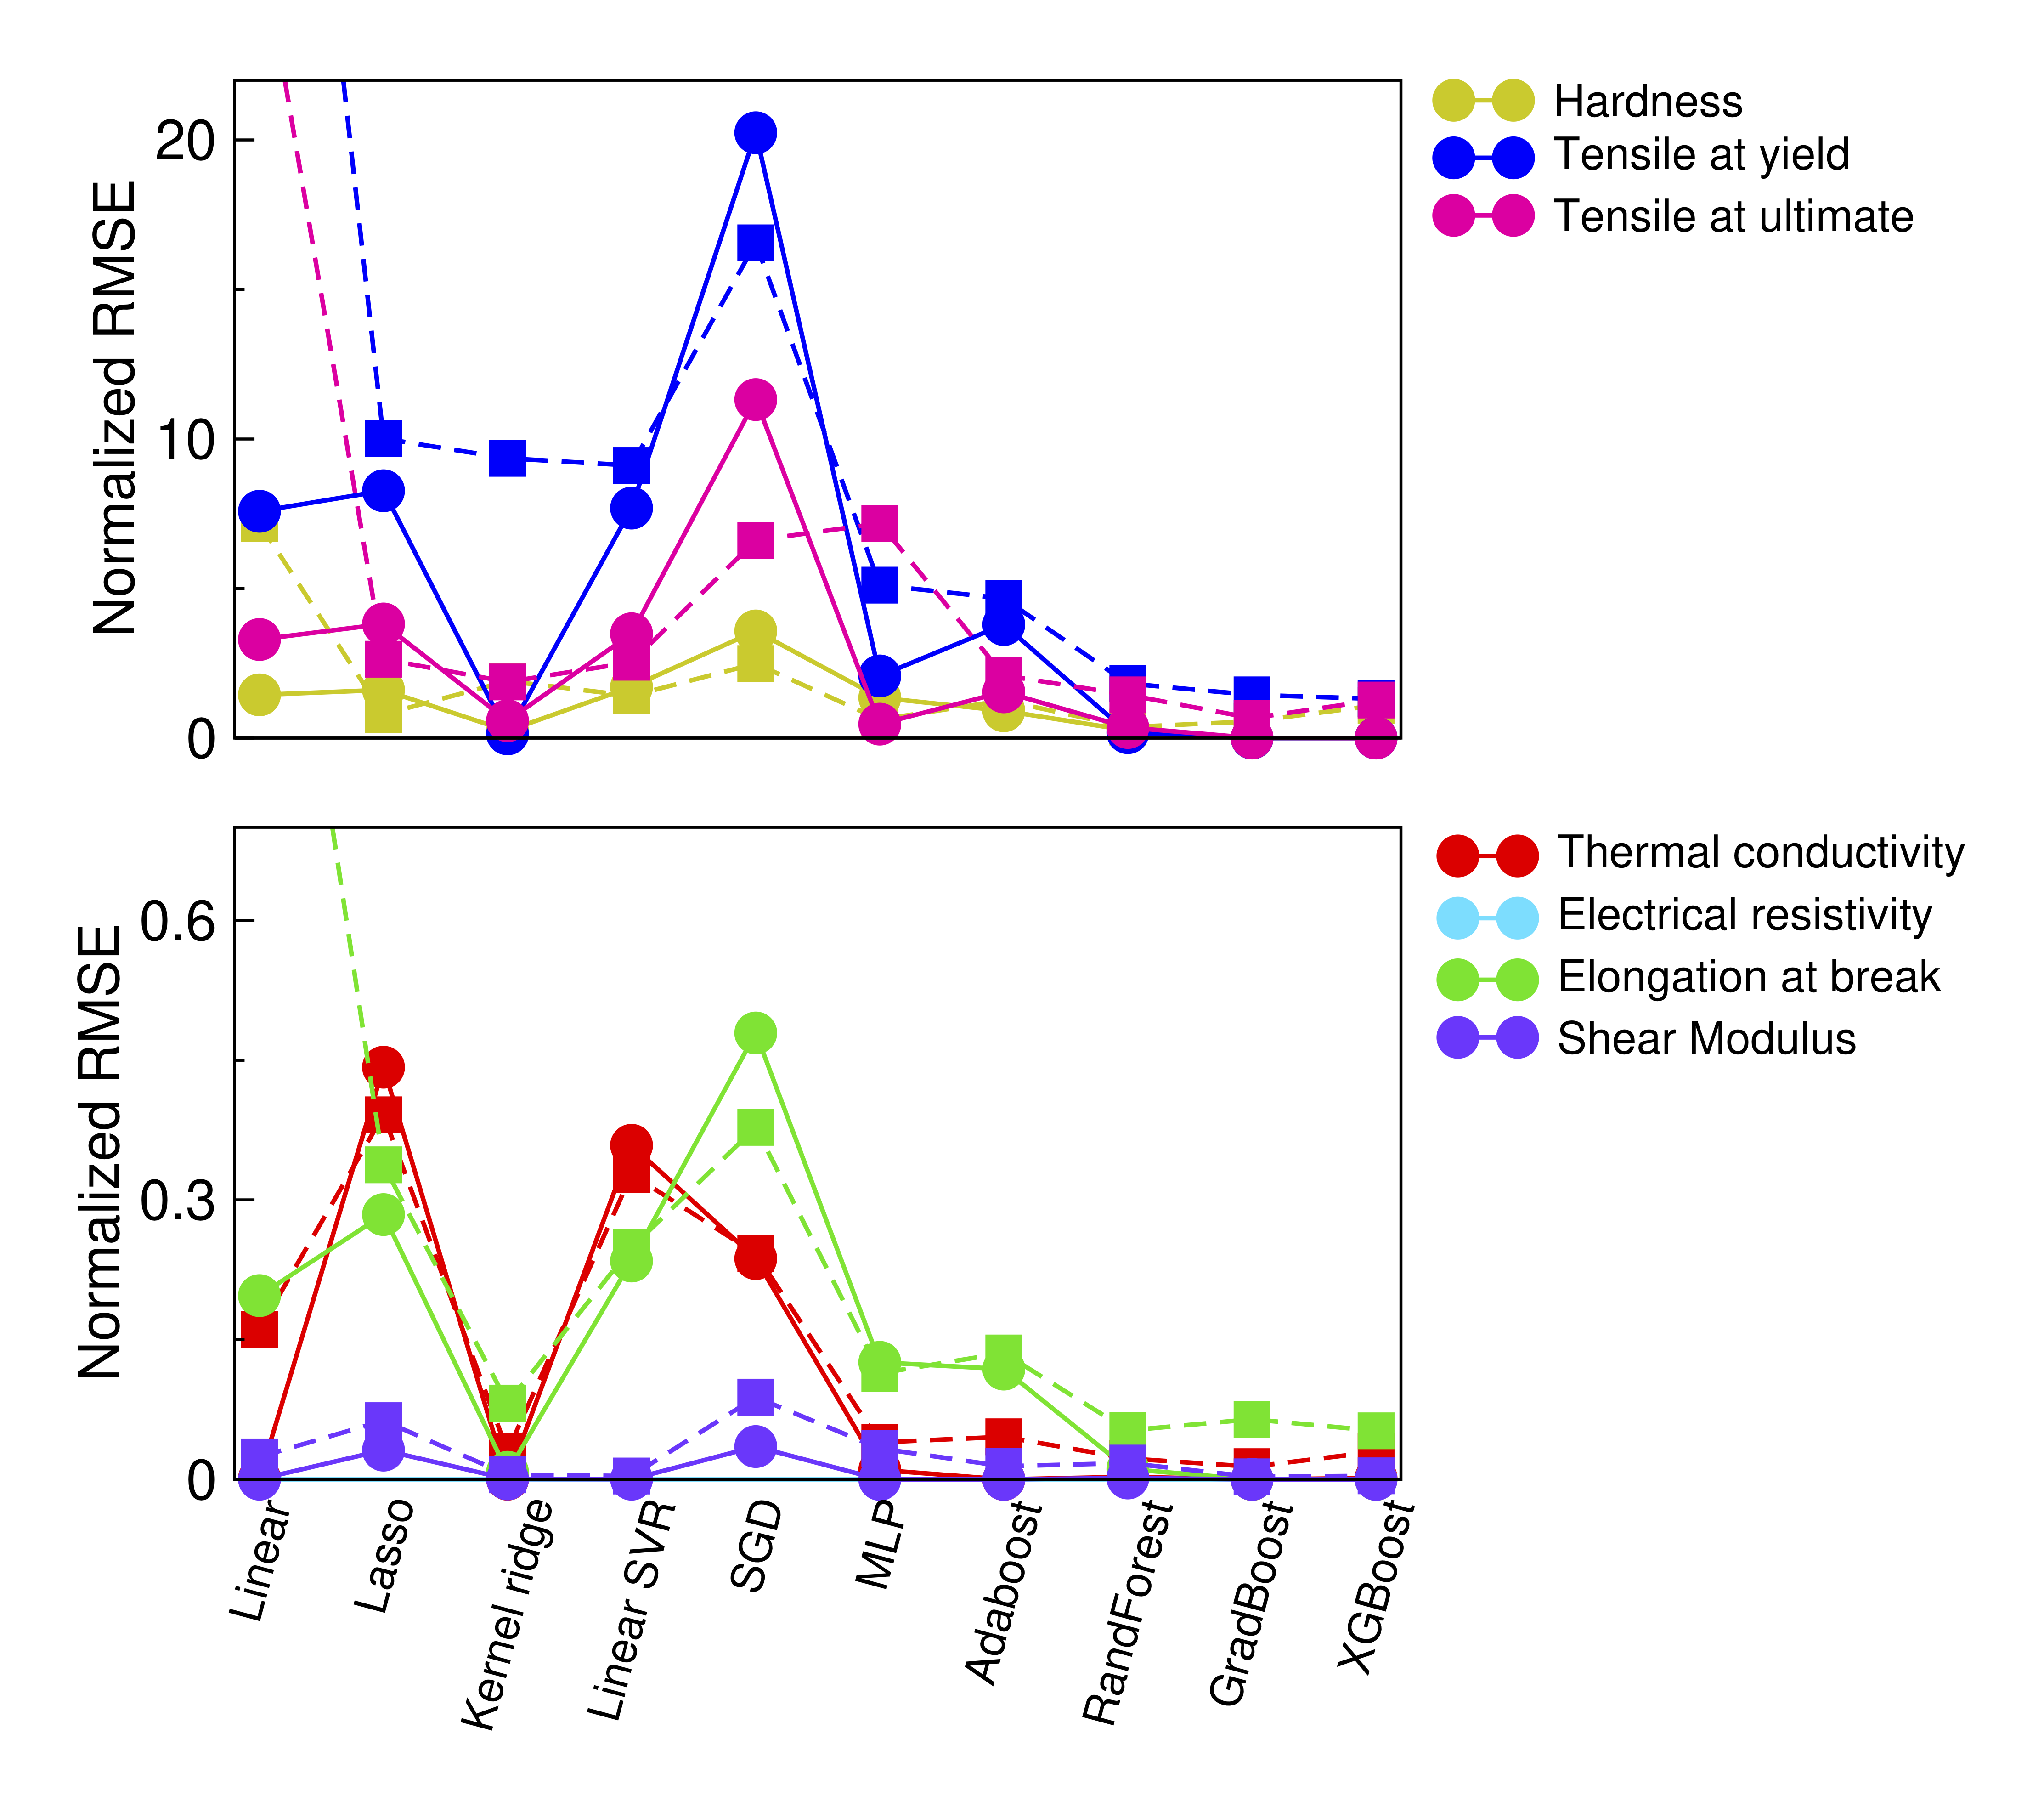 Normalized RMSE
20
10
0
Hardness
Tensile at yield
Tensile at ultimate
Normalized RMSE
0.6
0.3
0
Thermal conductivity
Electrical resistivity
Elongation at break
Shear Modulus
Linear
Lasso
Kernel ridge
Linear SVR
SGD
MLP
Adaboost
RandForest
GradBoost
XGBoost